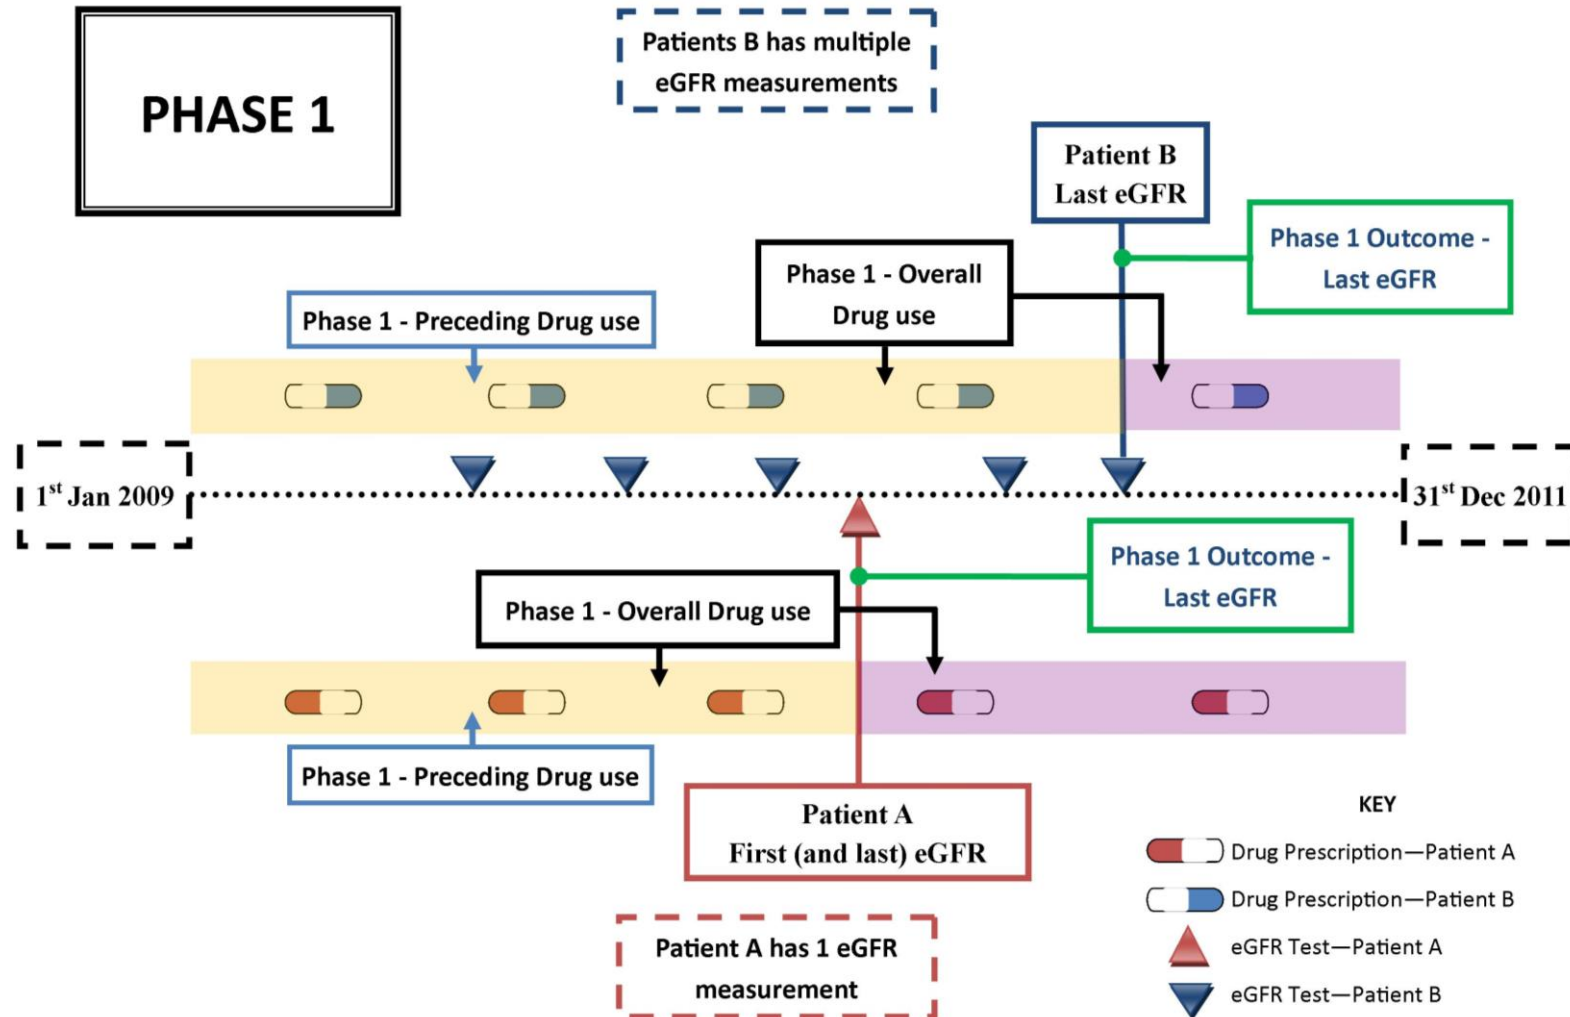 PHASE 1
Patients B has multiple
eGFR measurements
Patient B
Last eGFR
Phase 1 Outcome -
Last eGFR
Phase 1 - Overall
Drug use
Phase 1 - Preceding Drug use
1st Jan 2009
31st Dec 2011
Phase 1 Outcome -
Last eGFR
Phase 1 - Overall Drug use
Phase 1 - Preceding Drug use
Patient A
First (and last) eGFR
Patient A has 1 eGFR
measurement
KEY
Drug Prescription—Patient A
Drug Prescription—Patient B
eGFR Test—Patient A
eGFR Test—Patient B